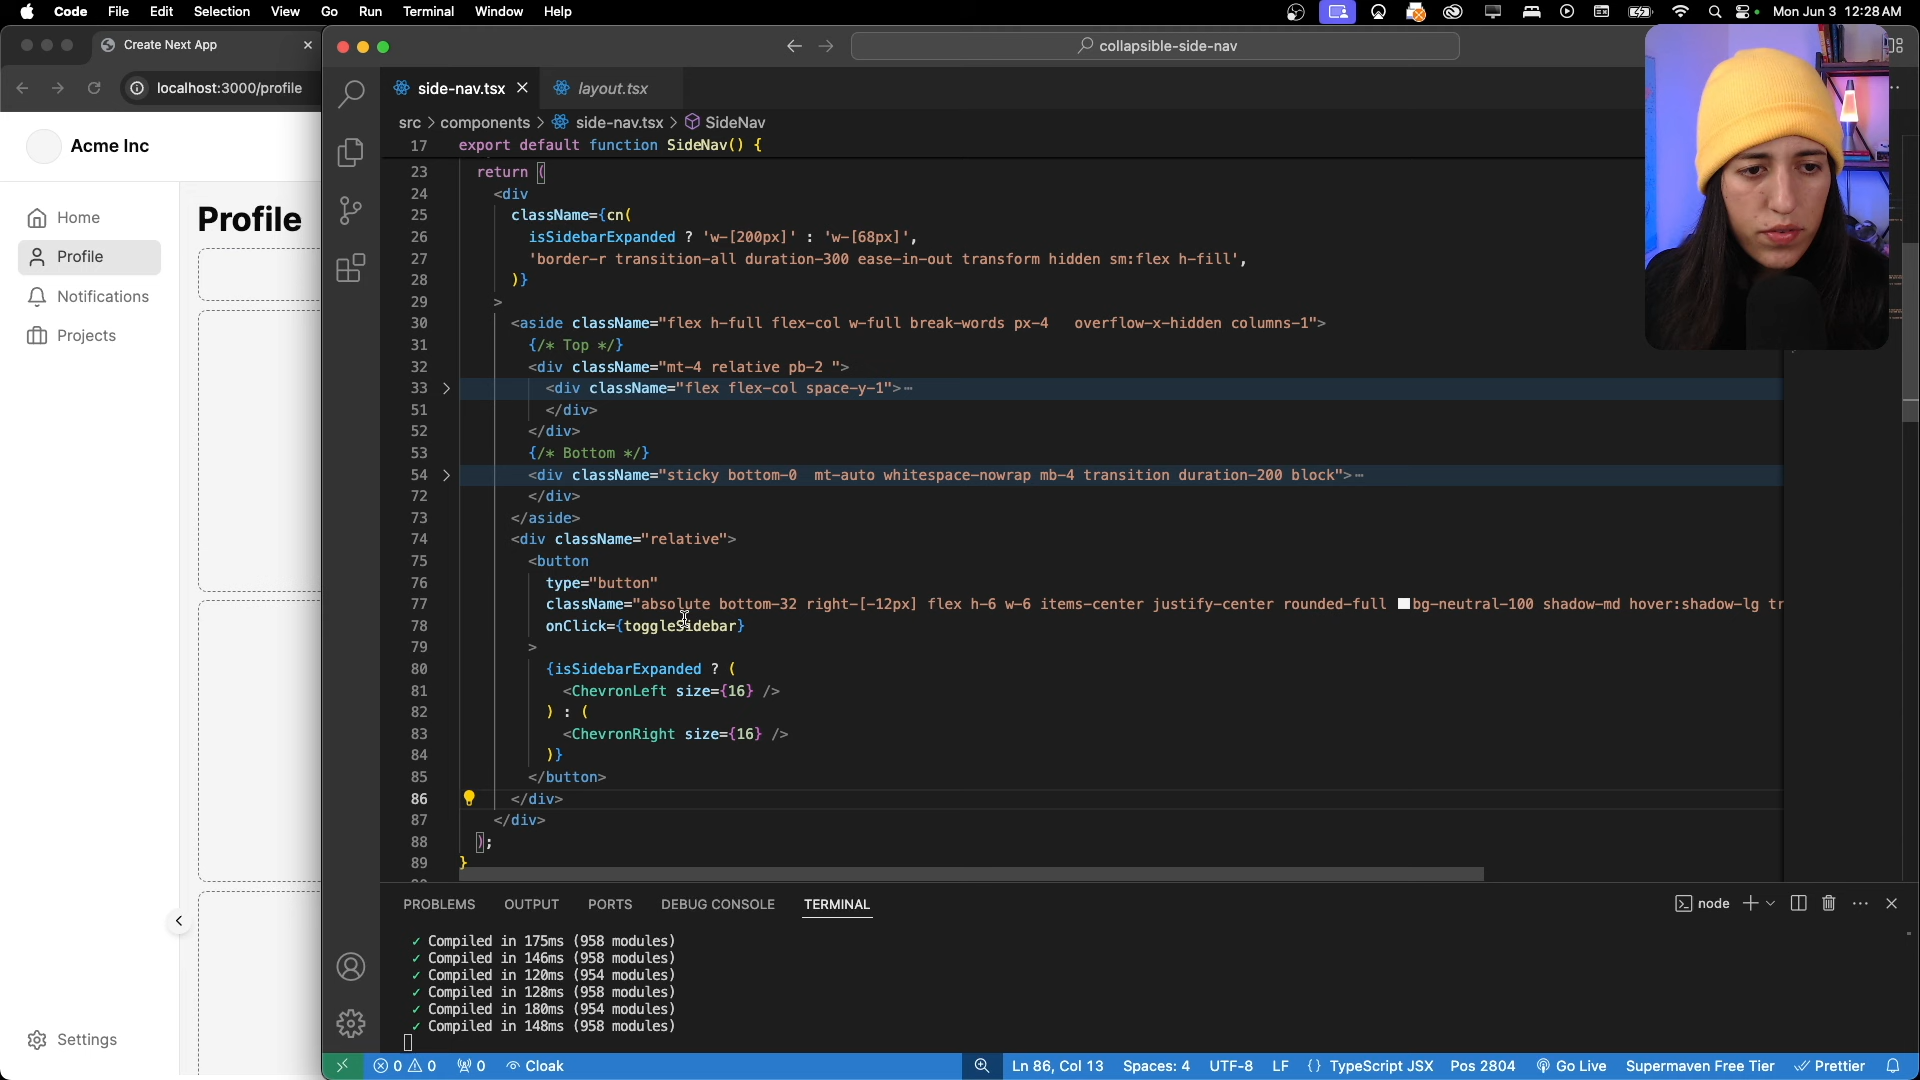 Code File Edit Selection View Go Run Terminal Window Help
Mon Jun 3 12:28 AM
Create Next App
localhost:3000/profile
Acme Inc
Home
Profile
Notifications
Projects
Settings
Profile
collapsible-side-nav
side-nav.tsx
layout.tsx
src > components > side-nav.tsx > SideNav
17 export default function SideNav() {
23 return (
24 <div
25 className={cn(
26 isSidebarExpanded ? 'w-[200px]' : 'w-[68px]',
27 'border-r transition-all duration-300 ease-in-out transform hidden sm:flex h-fill',
28 )}
29 >
30 <aside className="flex h-full flex-col w-full break-words px-4   overflow-x-hidden columns-1">
31 {/* Top */}
32 <div className="mt-4 relative pb-2 ">
33 <div className="flex flex-col space-y-1">⋯
51 </div>
52 </div>
53 {/* Bottom */}
54 <div className="sticky bottom-0  mt-auto whitespace-nowrap mb-4 transition duration-200 block">⋯
72 </div>
73 </aside>
74 <div className="relative">
75 <button
76 type="button"
77 className="absolute bottom-32 right-[-12px] flex h-6 w-6 items-center justify-center rounded-full bg-neutral-100 shadow-md hover:shadow-lg tr
78 onClick={toggleSidebar}
79 >
80 {isSidebarExpanded ? (
81 <ChevronLeft size={16} />
82 ) : (
83 <ChevronRight size={16} />
84 )}
85 </button>
86 </div>
87 </div>
88 );
89 }
PROBLEMS OUTPUT PORTS DEBUG CONSOLE TERMINAL
node
✓ Compiled in 175ms (958 modules)
✓ Compiled in 146ms (958 modules)
✓ Compiled in 120ms (954 modules)
✓ Compiled in 128ms (958 modules)
✓ Compiled in 180ms (954 modules)
✓ Compiled in 148ms (958 modules)
0 0 0 Cloak
Ln 86, Col 13 Spaces: 4 UTF-8 LF {} TypeScript JSX Pos 2804 Go Live Supermaven Free Tier Prettier